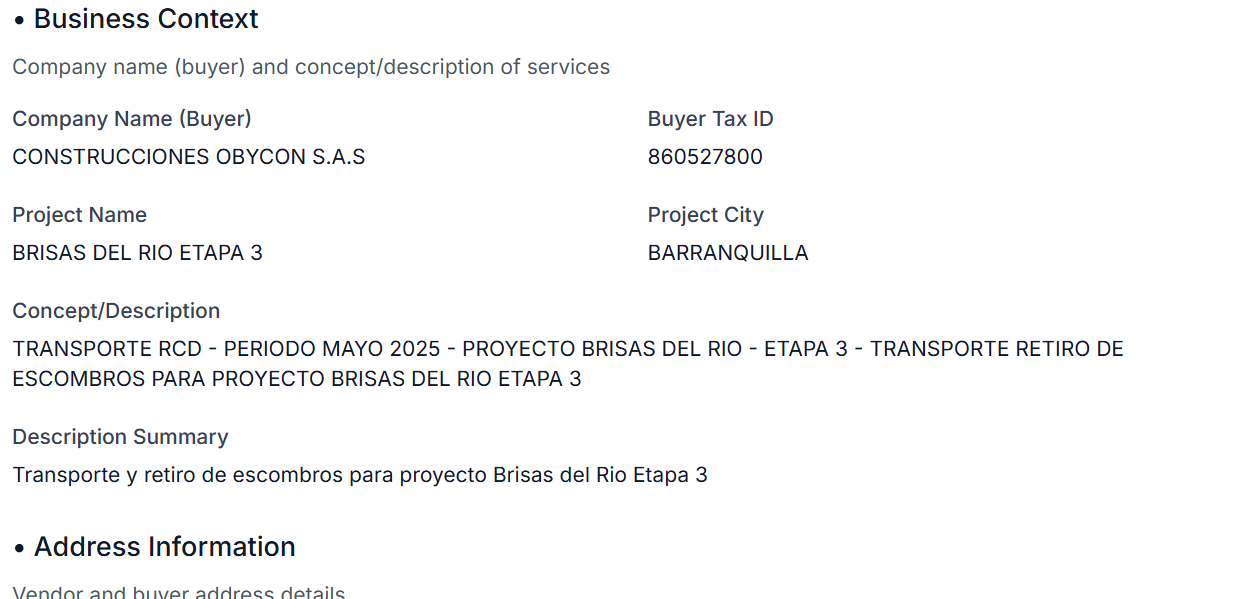 • Business Context
Company name (buyer) and concept/description of services
Company Name (Buyer)
Buyer Tax ID
CONSTRUCCIONES OBYCON S.A.S
860527800
Project Name
Project City
BRISAS DEL RIO ETAPA 3
BARRANQUILLA
Concept/Description
TRANSPORTE RCD - PERIODO MAYO 2025 - PROYECTO BRISAS DEL RIO - ETAPA 3 - TRANSPORTE RETIRO DE
ESCOMBROS PARA PROYECTO BRISAS DEL RIO ETAPA 3
Description Summary
Transporte y retiro de escombros para proyecto Brisas del Rio Etapa 3
• Address Information
Vendor and buyer address details